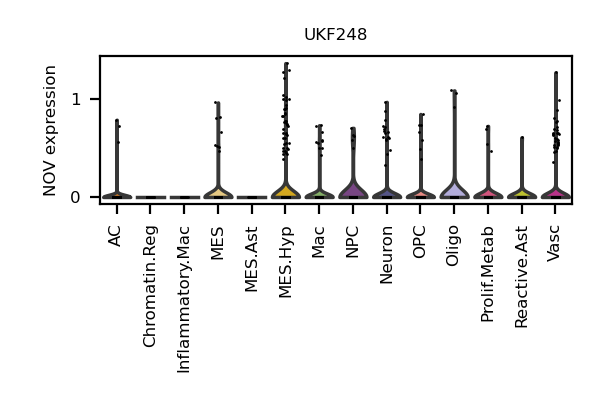 UKF248
NOV expression
1
0
AC
Chromatin.Reg
Inflammatory.Mac
MES
MES.Ast
MES.Hyp
Mac
NPC
Neuron
OPC
Oligo
Prolif.Metab
Reactive.Ast
Vasc